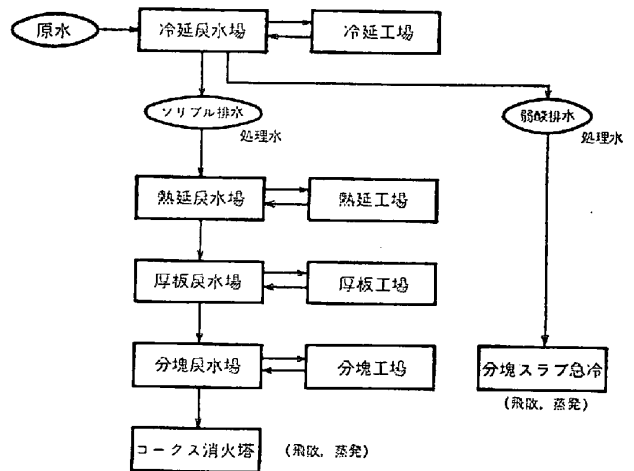 原水
冷延戻水場
冷延工場
ソリブル排水
処理水
弱酸排水
処理水
熱延戻水場
熱延工場
厚板戻水場
厚板工場
分塊戻水場
分塊工場
分塊スラブ急冷
(飛散,蒸発)
コークス消火塔
(飛散,蒸発)